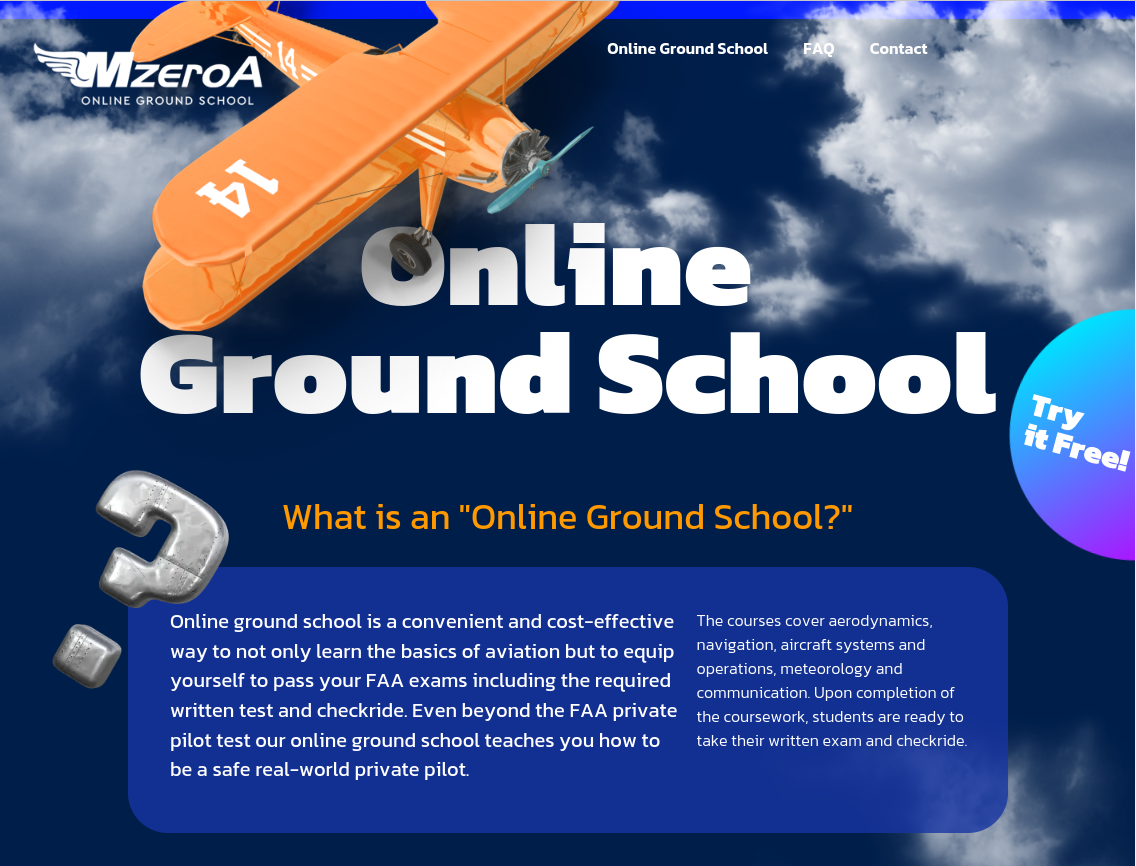 MzeroA
ONLINE GROUND SCHOOL
Online Ground School
FAQ
Contact
14
14
Online
Ground School
Try
it Free!
What is an "Online Ground School?"
?
Online ground school is a convenient and cost-effective
way to not only learn the basics of aviation but to equip
yourself to pass your FAA exams including the required
written test and checkride. Even beyond the FAA private
pilot test our online ground school teaches you how to
be a safe real-world private pilot.
The courses cover aerodynamics,
navigation, aircraft systems and
operations, meteorology and
communication. Upon completion of
the coursework, students are ready to
take their written exam and checkride.